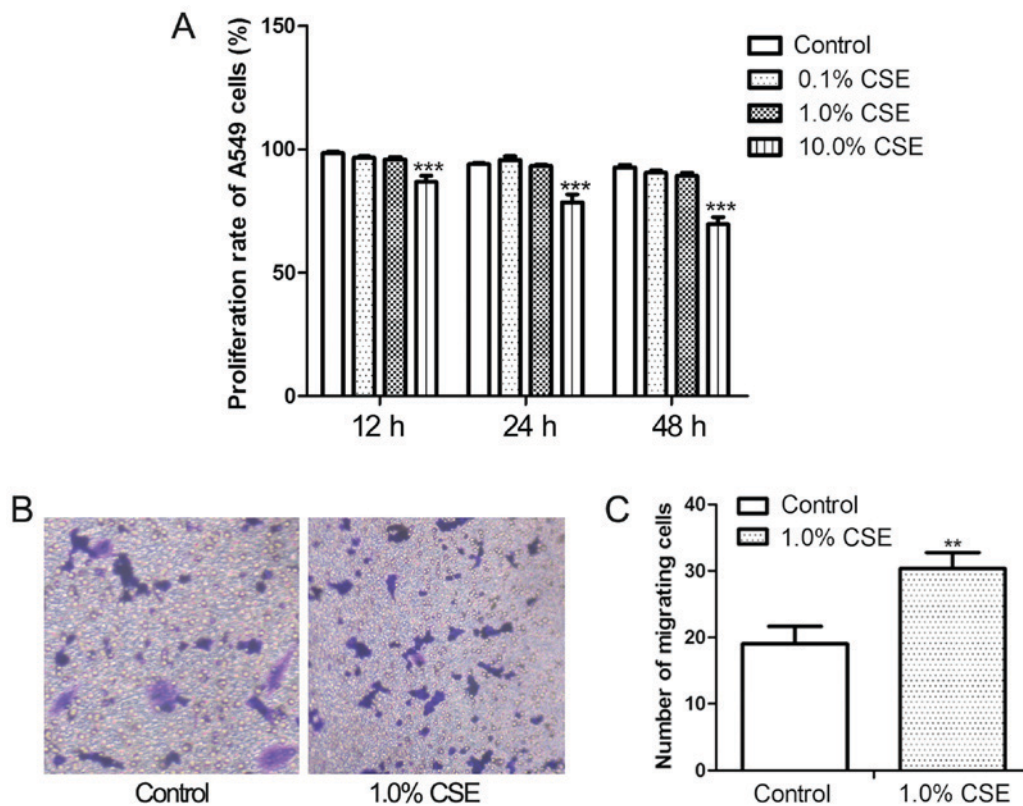 A
Proliferation rate of A549 cells (%)
150
100
50
0
***
***
***
12 h
24 h
48 h
Control
0.1% CSE
1.0% CSE
10.0% CSE
B
Control
1.0% CSE
C
Number of migrating cells
40
30
20
10
0
Control
1.0% CSE
**
Control
1.0% CSE